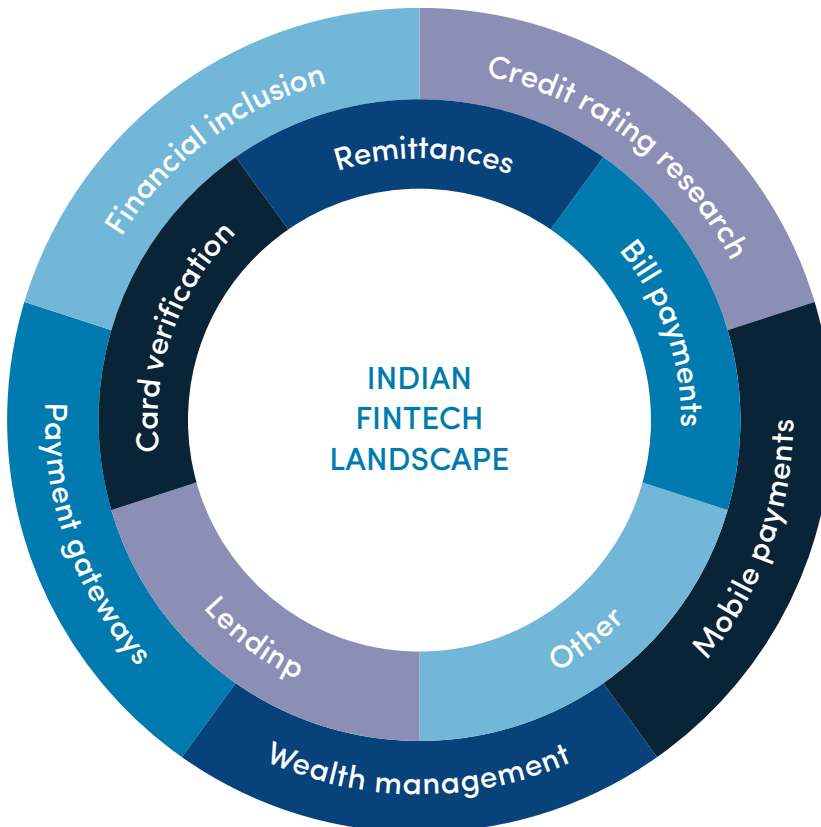 Financial inclusion
Credit rating research
Remittances
Card verification
Bill payments
INDIAN
FINTECH
LANDSCAPE
Payment gateways
Mobile payments
Lendinp
Other
Wealth management